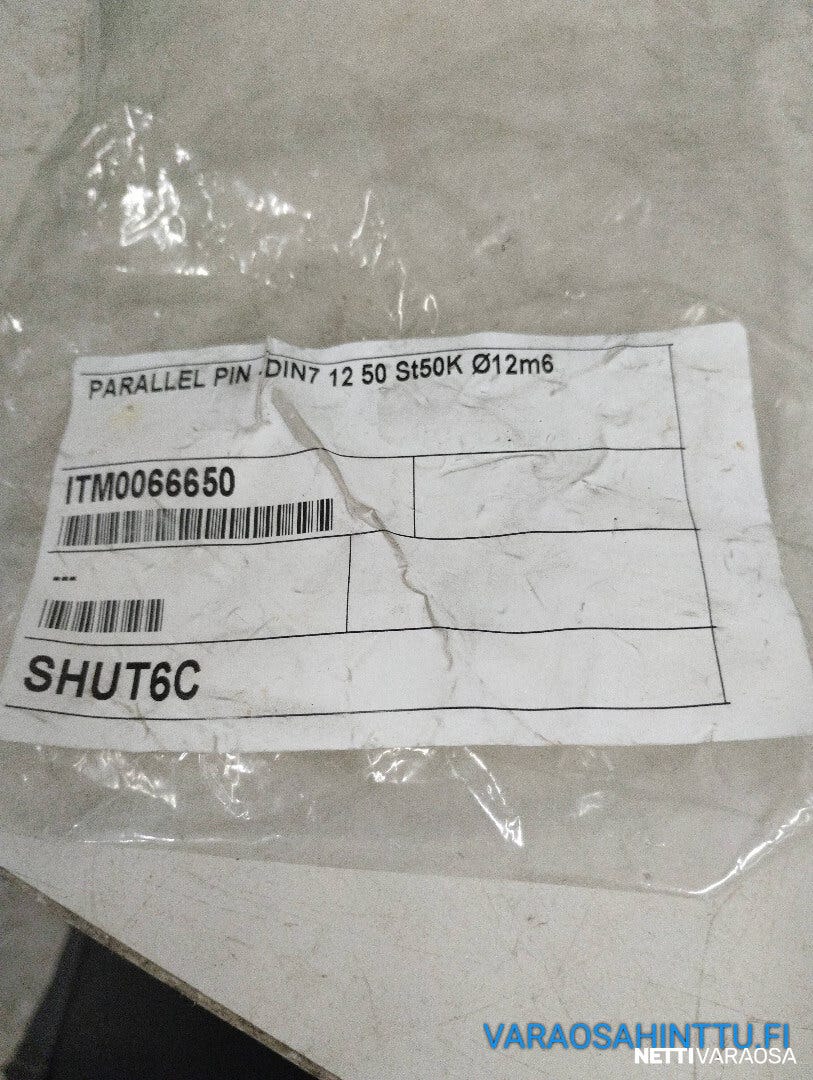 PARALLEL PIN -DIN7 12 50 St50K Ø12m6
ITM0066650
---
SHUT6C
VARAOSAHINTTU.FI
NETTIVARAOSA